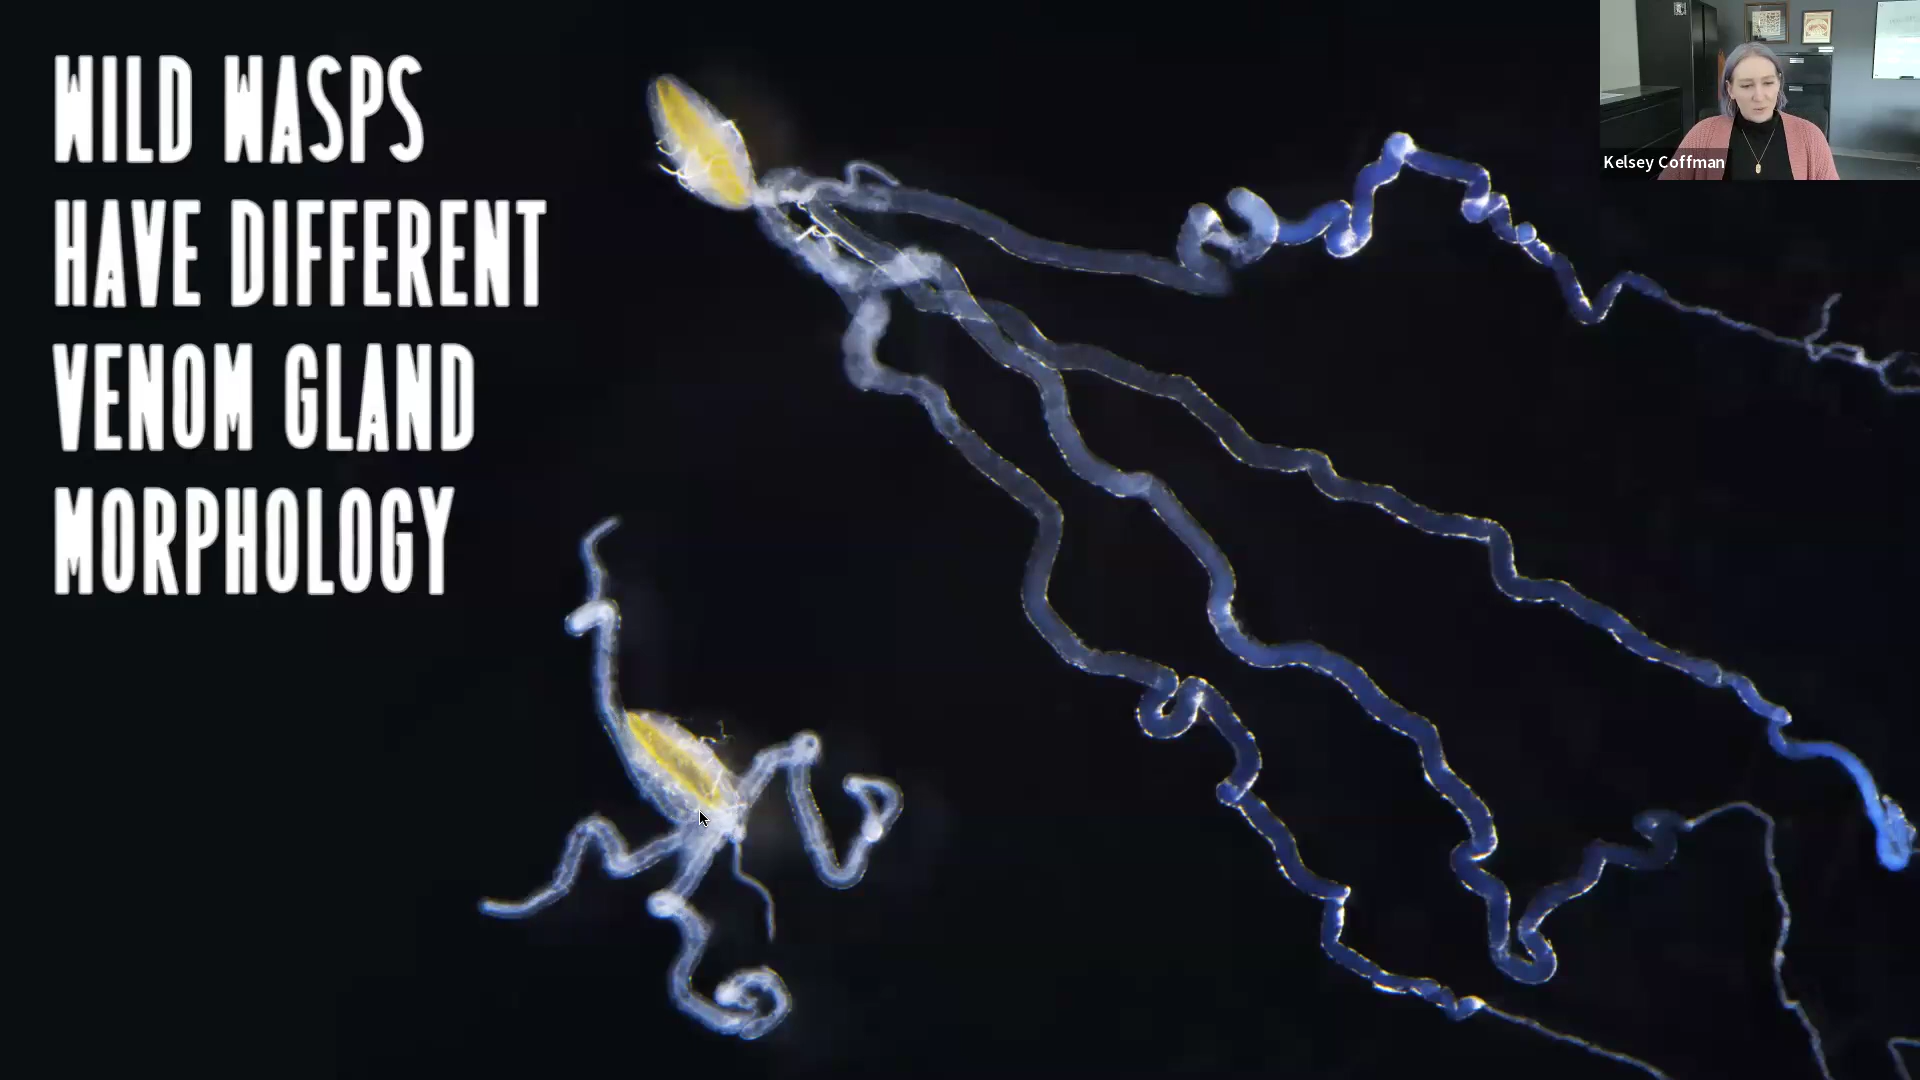 WILD WASPS
HAVE DIFFERENT
VENOM GLAND
MORPHOLOGY
Kelsey Coffman